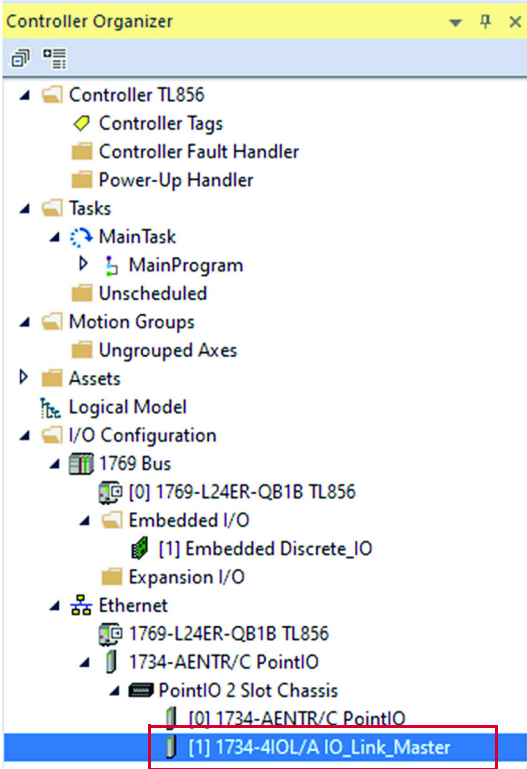 Controller Organizer
Controller TL856
Controller Tags
Controller Fault Handler
Power-Up Handler
Tasks
MainTask
MainProgram
Unscheduled
Motion Groups
Ungrouped Axes
Assets
Logical Model
I/O Configuration
1769 Bus
[0] 1769-L24ER-QB1B TL856
Embedded I/O
[1] Embedded Discrete_IO
Expansion I/O
Ethernet
1769-L24ER-QB1B TL856
1734-AENTR/C PointIO
PointIO 2 Slot Chassis
[0] 1734-AENTR/C PointIO
[1] 1734-4IOL/A IO_Link_Master